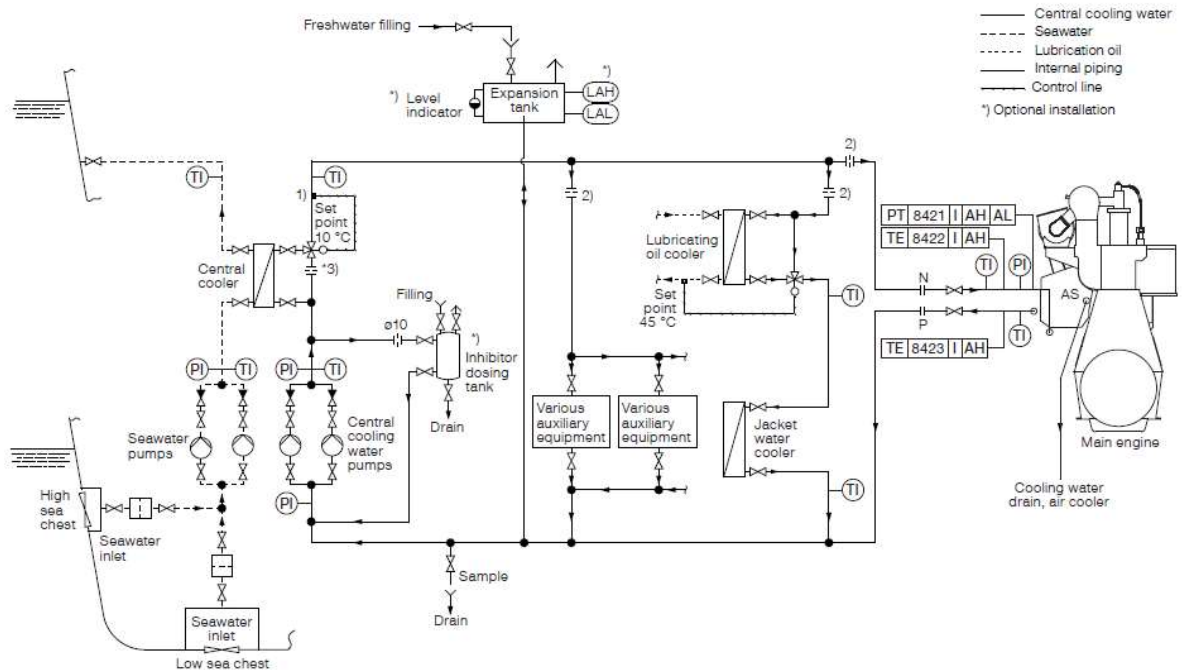 Freshwater filling
Central cooling water
Seawater
Lubrication oil
Internal piping
Control line
*) Optional installation
*)
*) Level
indicator
Expansion
tank
LAH
LAL
TI
TI
1)
Set
point
10 °C
2)
2)
2)
Central
cooler
*3)
Lubricating
oil cooler
Set
point
45 °C
TI
PT 8421 I AH AL
TE 8422 I AH
TI
PI
N
AS
P
TE 8423 I AH
TI
Filling
ø10
*)
Inhibitor
dosing
tank
Drain
PI
TI
PI
TI
Seawater
pumps
Central
cooling
water
pumps
Various
auxiliary
equipment
Various
auxiliary
equipment
Jacket
water
cooler
Main engine
Cooling water
drain, air cooler
High
sea chest
Seawater
inlet
PI
TI
Sample
Drain
Seawater
inlet
Low sea chest